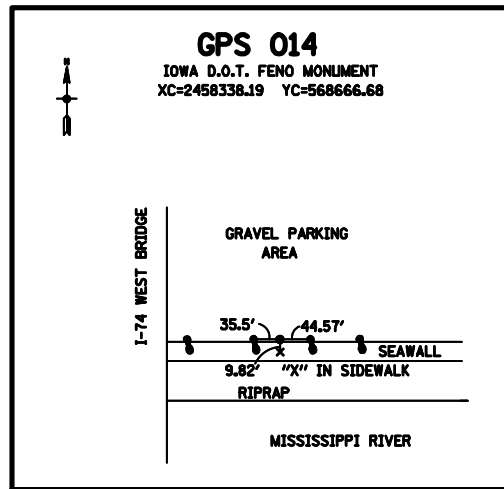 GPS 014
IOWA D.O.T. FENO MONUMENT
XC=2458338.19 YC=568666.68
N
I-74 WEST BRIDGE
GRAVEL PARKING
AREA
35.5' 44.57'
SEAWALL
X
9.82' "X" IN SIDEWALK
RIPRAP
MISSISSIPPI RIVER